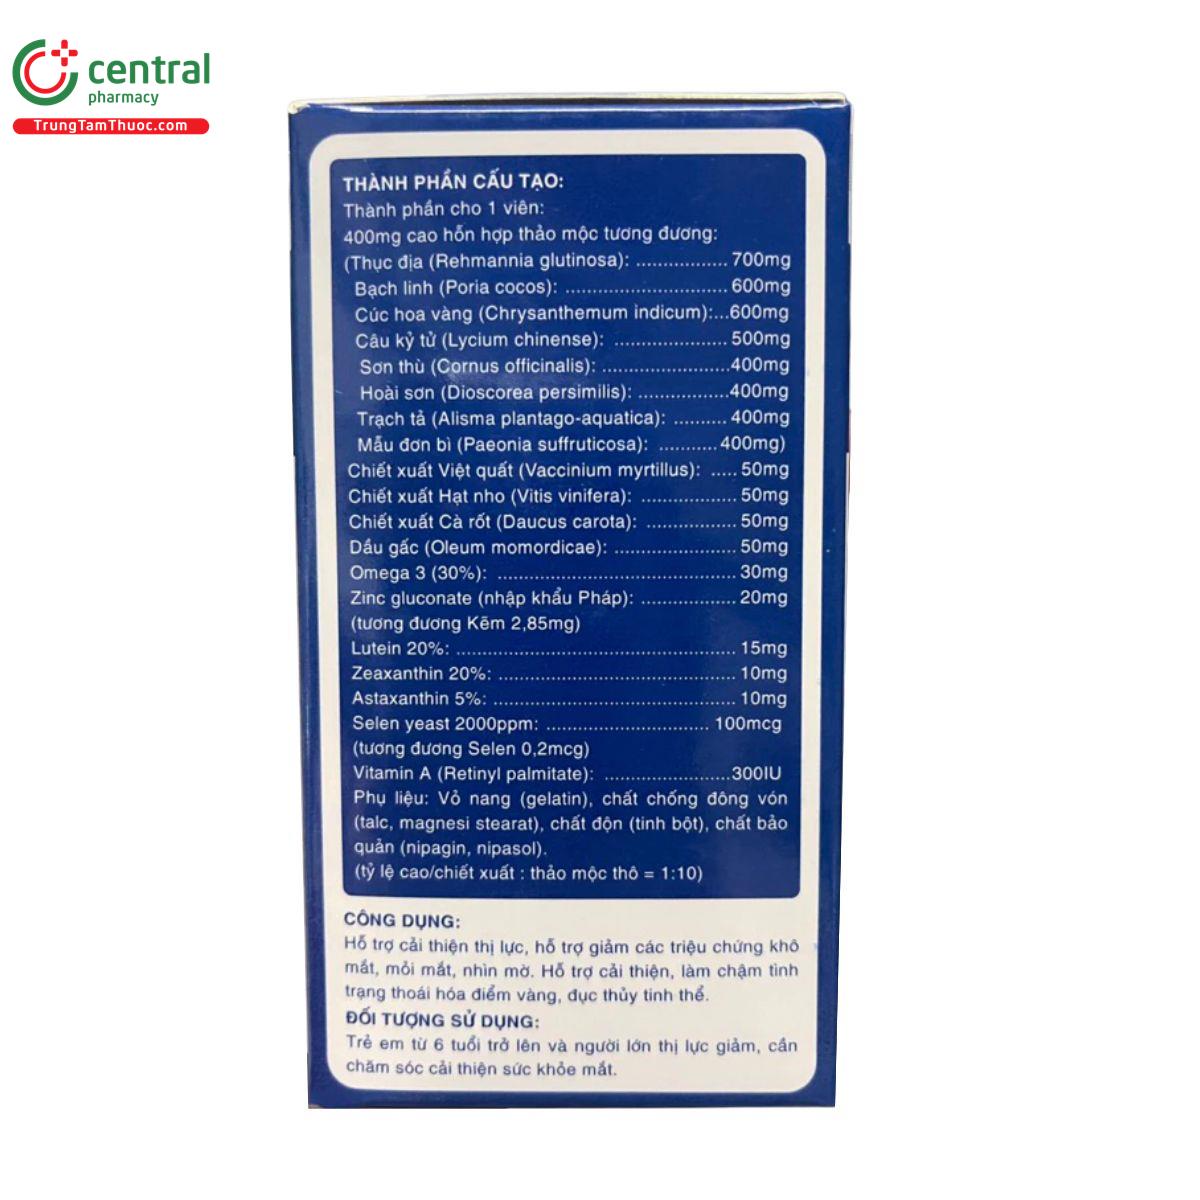 central
pharmacy
TrungTamThuoc.com
THÀNH PHẦN CẤU TẠO:
Thành phần cho 1 viên:
400mg cao hỗn hợp thảo mộc tương đương:
(Thục địa (Rehmannia glutinosa): ................. 700mg
Bạch linh (Poria cocos): ............................. 600mg
Cúc hoa vàng (Chrysanthemum indicum):...600mg
Câu kỷ tử (Lycium chinense): .................... 500mg
Sơn thù (Cornus officinalis): .......................400mg
Hoài sơn (Dioscorea persimilis): .................400mg
Trạch tả (Alisma plantago-aquatica): .......... 400mg
Mẫu đơn bì (Paeonia suffruticosa): ........... 400mg)
Chiết xuất Việt quất (Vaccinium myrtillus): ..... 50mg
Chiết xuất Hạt nho (Vitis vinifera): .................. 50mg
Chiết xuất Cà rốt (Daucus carota): ................. 50mg
Dầu gấc (Oleum momordicae): ....................... 50mg
Omega 3 (30%): ............................................. 30mg
Zinc gluconate (nhập khẩu Pháp): .................. 20mg
(tương đương Kẽm 2,85mg)
Lutein 20%: ..................................................... 15mg
Zeaxanthin 20%: ............................................. 10mg
Astaxanthin 5%: .............................................. 10mg
Selen yeast 2000ppm: ............................... 100mcg
(tương đương Selen 0,2mcg)
Vitamin A (Retinyl palmitate): ........................300IU
Phụ liệu: Vỏ nang (gelatin), chất chống đông vón
(talc, magnesi stearat), chất độn (tinh bột), chất bảo
quản (nipagin, nipasol).
(tỷ lệ cao/chiết xuất : thảo mộc thô = 1:10)
CÔNG DỤNG:
Hỗ trợ cải thiện thị lực, hỗ trợ giảm các triệu chứng khô
mắt, mỏi mắt, nhìn mờ. Hỗ trợ cải thiện, làm chậm tình
trạng thoái hóa điểm vàng, đục thủy tinh thể.
ĐỐI TƯỢNG SỬ DỤNG:
Trẻ em từ 6 tuổi trở lên và người lớn thị lực giảm, cần
chăm sóc cải thiện sức khỏe mắt.